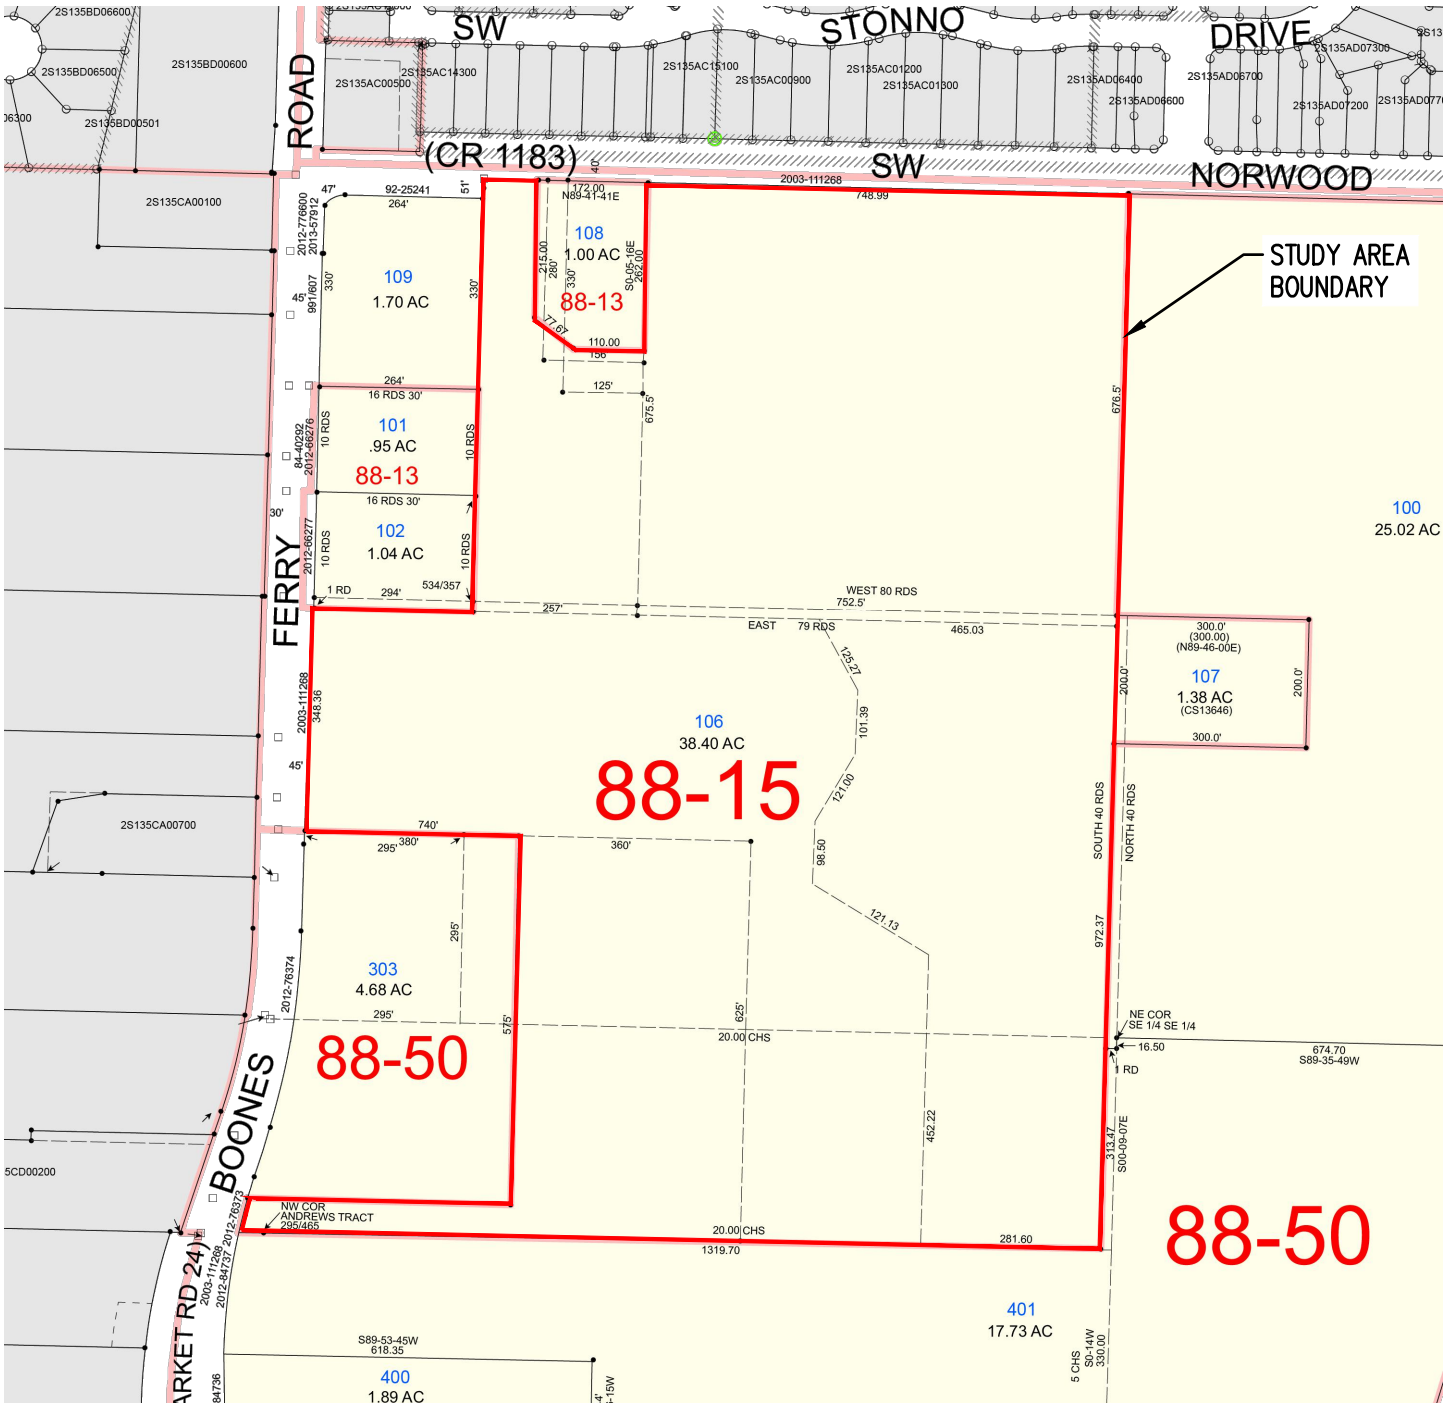 2S135BD06600
2S135BD06500
2S135BD00600
06300
2S135BD00501
2S135AC14300
2S135AC00500
SW
STONNO
DRIVE
2S135AC15100
2S135AC00900
2S135AC01200
2S135AC01300
2S135AD06400
2S135AD06600
2S135AD06700
2S135AD07300
2S13
2S135AD07200
2S135AD0770
ROAD
(CR 1183)
40'
SW
NORWOOD
2S135CA00100
47'
92-25241
264'
51'
172.00
N89-41-41E
2003-111268
748.99
2012-776600
2013-57912
991/607
45'
330'
109
1.70 AC
330'
215.00
280'
330'
108
1.00 AC
S0-05-16E
262.00
88-13
77.67
110.00
156'
125'
675.5'
STUDY AREA
BOUNDARY
676.5'
264'
16 RDS 30'
84-40292
2012-66276
10 RDS
101
.95 AC
88-13
10 RDS
16 RDS 30'
30'
2012-66277
10 RDS
102
1.04 AC
10 RDS
534/357
1 RD
294'
257'
WEST 80 RDS
752.5'
EAST 79 RDS
465.03
100
25.02 AC
FERRY
300.0'
(300.00)
(N89-46-00E)
107
1.38 AC
(CS13646)
200.0'
200.0'
300.0'
2003-111268
348.36
45'
125.27
101.39
121.00
98.50
121.13
106
38.40 AC
88-15
2S135CA00700
740'
295'
380'
360'
SOUTH 40 RDS
NORTH 40 RDS
972.37
295'
303
4.68 AC
2012-76374
295'
575'
625'
20.00 CHS
88-50
NE COR
SE 1/4 SE 1/4
16.50
1 RD
674.70
S89-35-49W
BOONES
452.22
313.47
S00-09-07E
5CD00200
2012-76373
NW COR
ANDREWS TRACT
295/465
20.00 CHS
1319.70
281.60
88-50
ARKET RD 24)
2003-111268
2012-84737
401
17.73 AC
5 CHS
S0-14W
330.00
S89-53-45W
618.35
400
1.89 AC
84736
4'
-15W